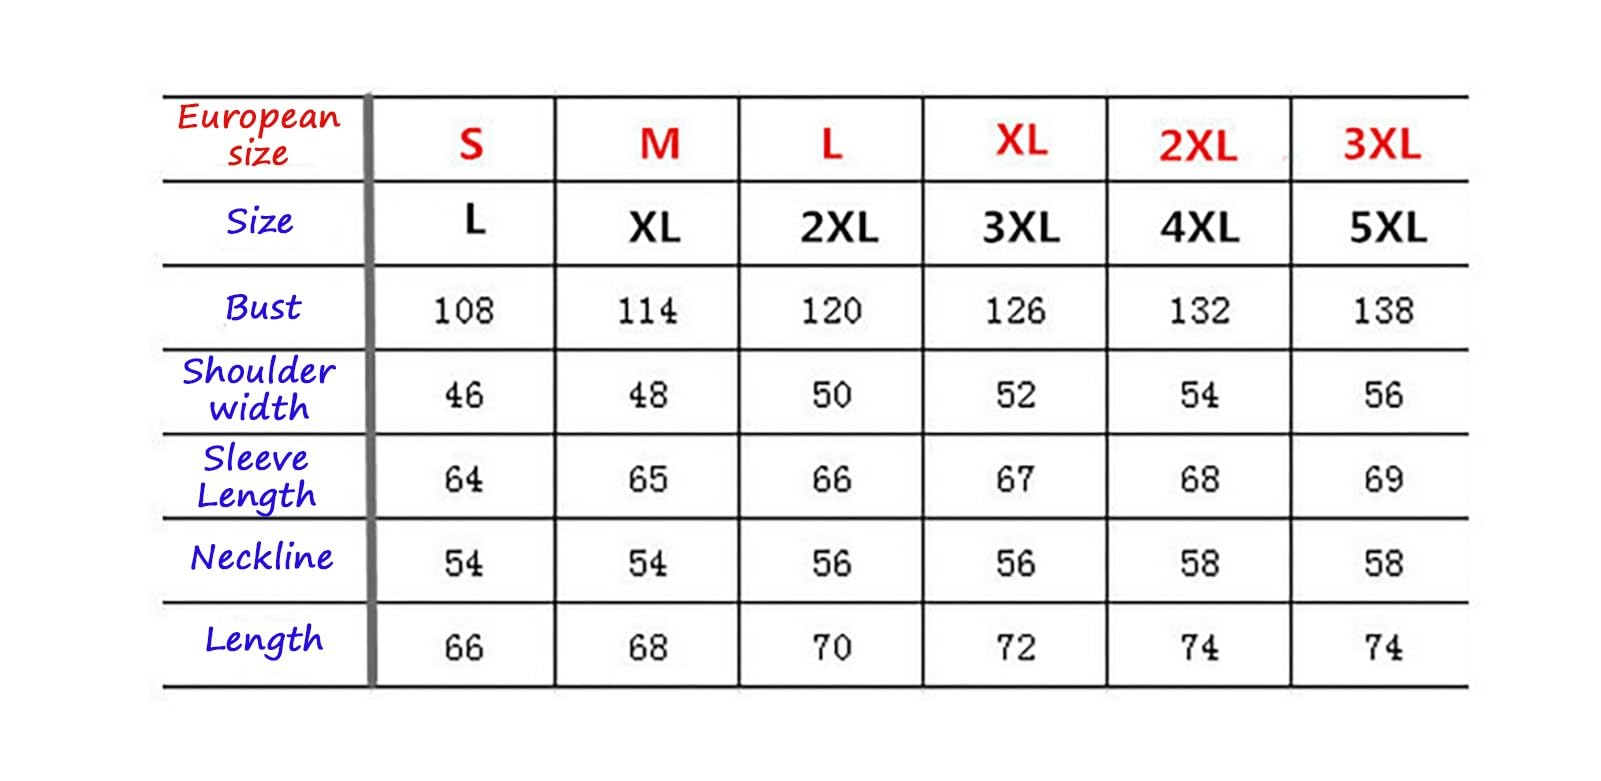 European
size S M L XL 2XL 3XL
Size L XL 2XL 3XL 4XL 5XL
Bust 108 114 120 126 132 138
Shoulder
width 46 48 50 52 54 56
Sleeve
Length 64 65 66 67 68 69
Neckline 54 54 56 56 58 58
Length 66 68 70 72 74 74